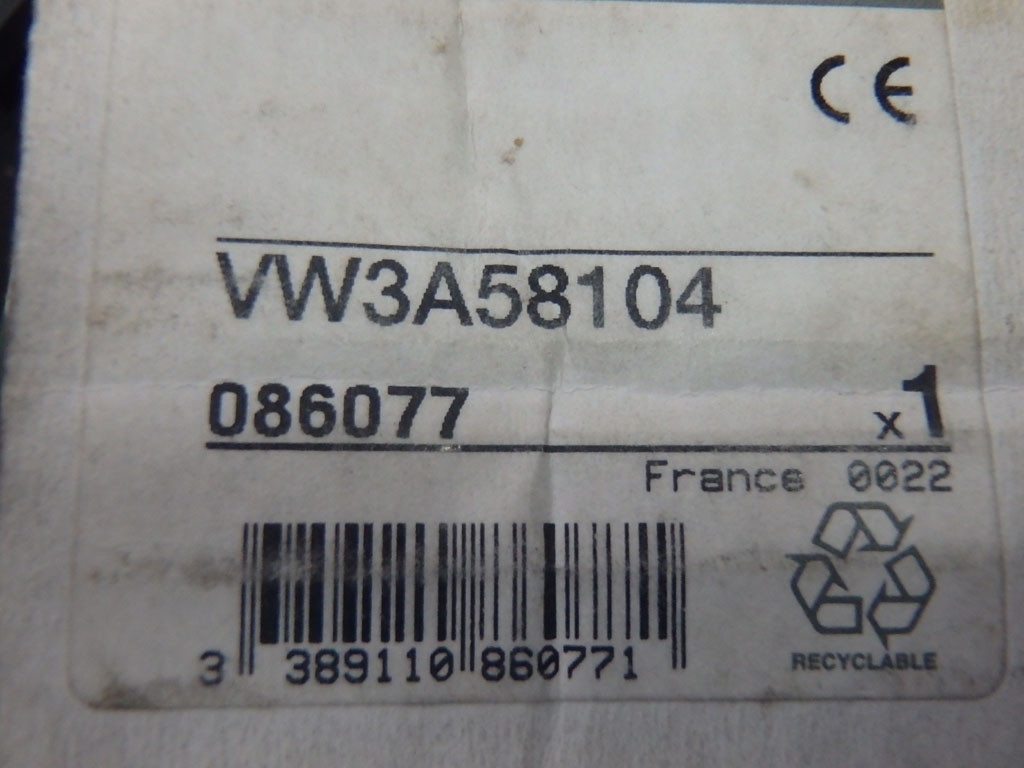 CE
VW3A58104
086077 x1
France 0022
3 389110 860771
RECYCLABLE